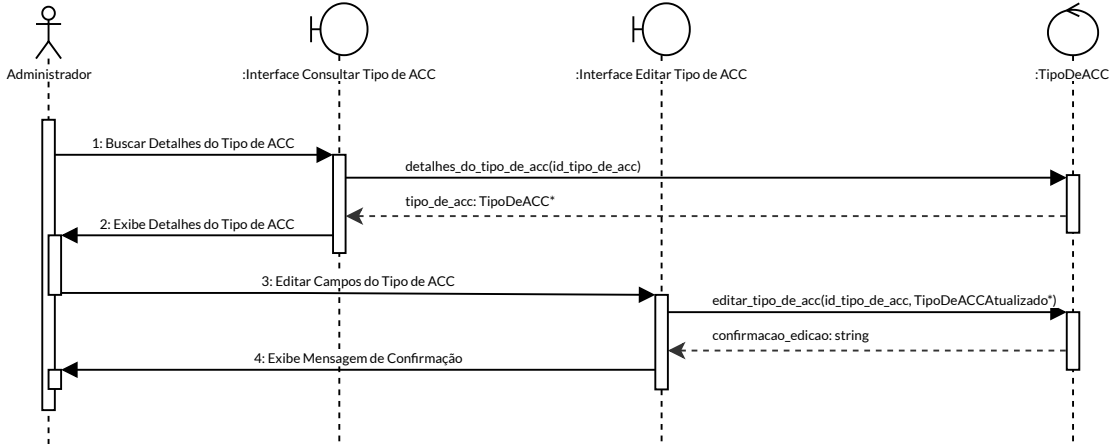 Administrador
:Interface Consultar Tipo de ACC
:Interface Editar Tipo de ACC
:TipoDeACC
1: Buscar Detalhes do Tipo de ACC
detalhes_do_tipo_de_acc(id_tipo_de_acc)
tipo_de_acc: TipoDeACC*
2: Exibe Detalhes do Tipo de ACC
3: Editar Campos do Tipo de ACC
editar_tipo_de_acc(id_tipo_de_acc, TipoDeACCAtualizado*)
confirmacao_edicao: string
4: Exibe Mensagem de Confirmação